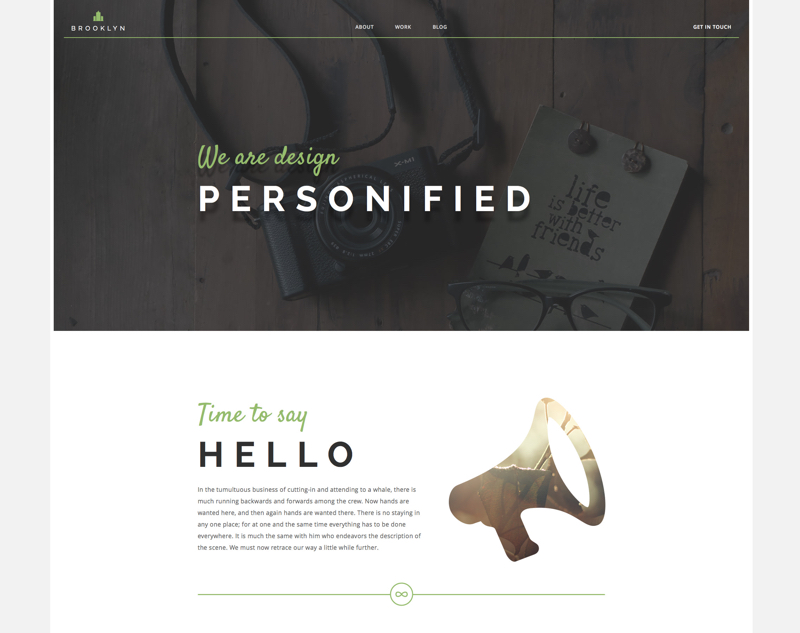 BROOKLYN
ABOUT WORK BLOG
GET IN TOUCH
We are design
PERSONIFIED
X-M1
life
is better
with
friends
Time to say
HELLO
In the tumultuous business of cutting-in and attending to a whale, there is
much running backwards and forwards among the crew. Now hands are
wanted here, and then again hands are wanted there. There is no staying in
any one place; for at one and the same time everything has to be done
everywhere. It is much the same with him who endeavors the description of
the scene. We must now retrace our way a little while further.